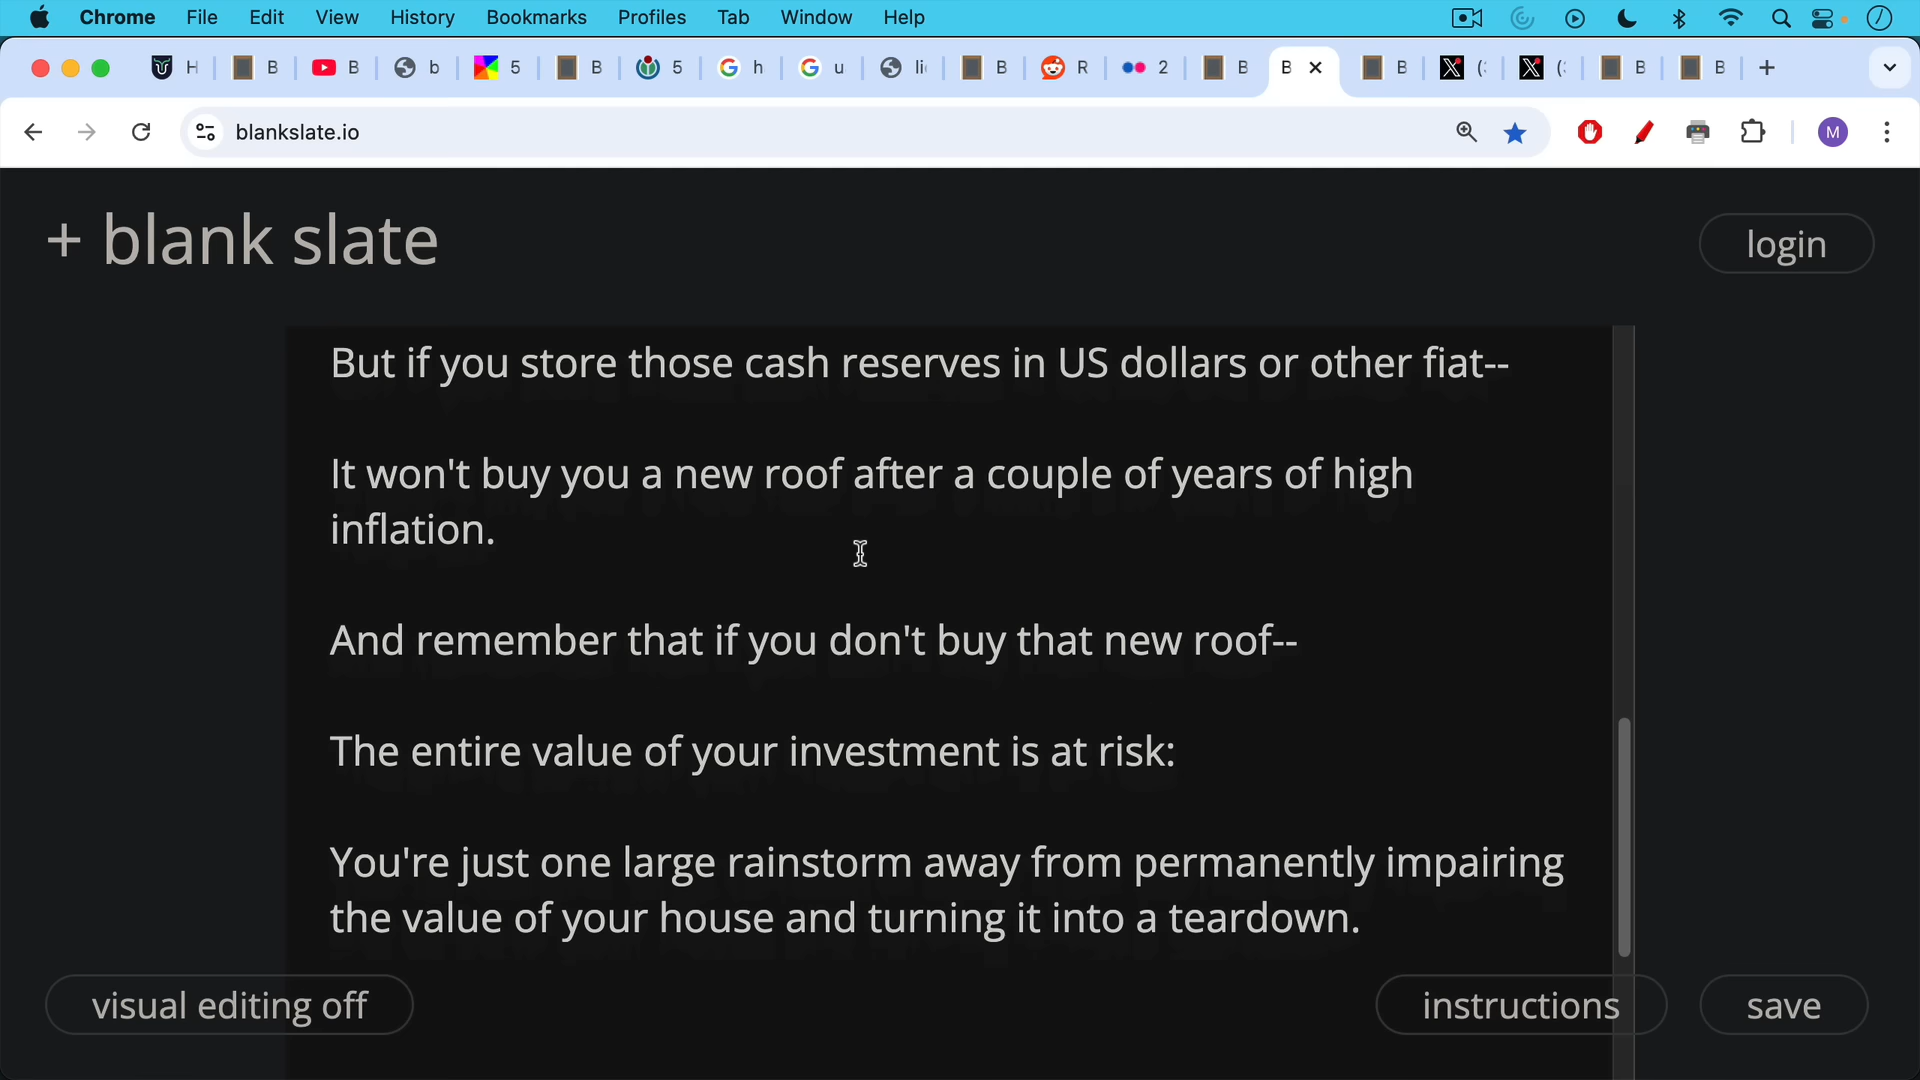 Chrome File Edit View History Bookmarks Profiles Tab Window Help
H B B b 5 B 5 h u li B R 2 B B B (: (: B B
blankslate.io
M
+ blank slate
login
But if you store those cash reserves in US dollars or other fiat--
It won't buy you a new roof after a couple of years of high
inflation.
And remember that if you don't buy that new roof--
The entire value of your investment is at risk:
You're just one large rainstorm away from permanently impairing
the value of your house and turning it into a teardown.
visual editing off
instructions
save